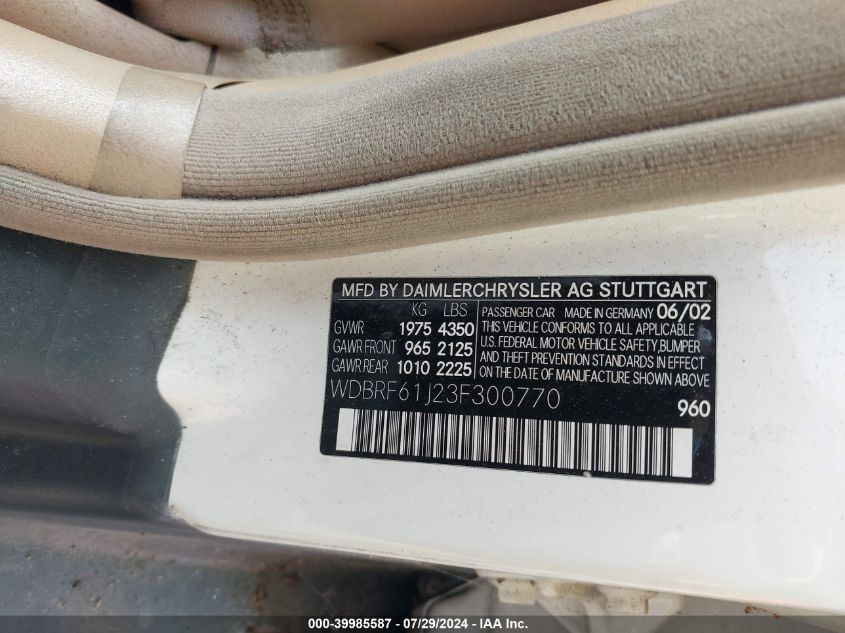 MFD BY DAIMLERCHRYSLER AG STUTTGART
KG LBS
GVWR 1975 4350
GAWR FRONT 965 2125
GAWR REAR 1010 2225
PASSENGER CAR MADE IN GERMANY 06/02
THIS VEHICLE CONFORMS TO ALL APPLICABLE
U.S. FEDERAL MOTOR VEHICLE SAFETY,BUMPER
AND THEFT PREVENTION STANDARDS IN EFFECT
ON THE DATE OF MANUFACTURE SHOWN ABOVE
WDBRF61J23F300770
960
000-39985587 - 07/29/2024 - IAA Inc.